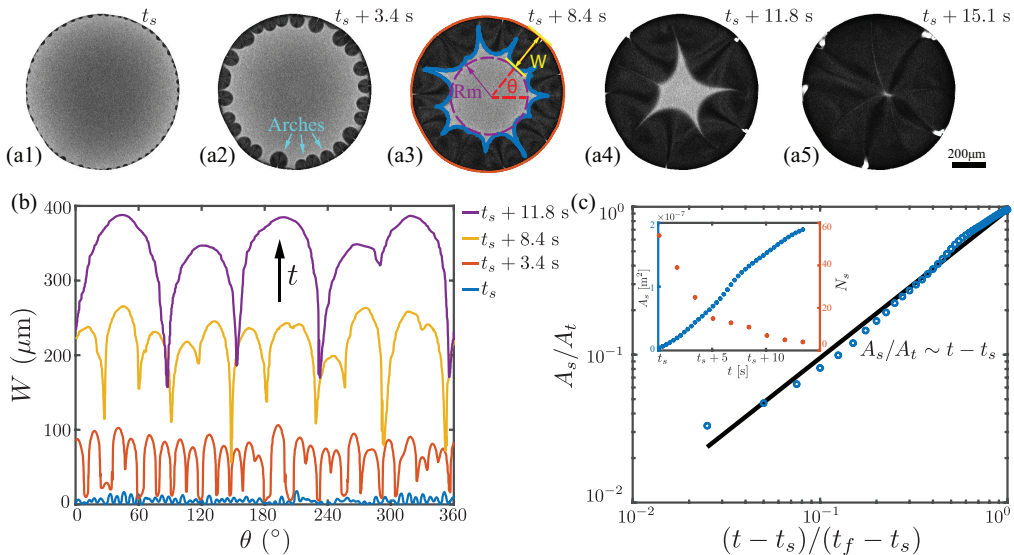 t_s
t_s + 3.4 s
t_s + 8.4 s
t_s + 11.8 s
t_s + 15.1 s
Arches
W
θ
Rm
(a1)
(a2)
(a3)
(a4)
(a5)
200μm
(b)
400
300
200
100
0
W (μm)
0
60
120
180
240
300
360
θ (°)
t
t_s + 11.8 s
t_s + 8.4 s
t_s + 3.4 s
t_s
(c)
10^0
10^-1
10^-2
A_s/A_t
10^-2
10^-1
10^0
(t − t_s)/(t_f − t_s)
A_s/A_t ∼ t − t_s
×10^-7
2
1
0
A_s [m²]
60
40
20
0
N_s
t_s
t_s + 5
t_s + 10
t [s]